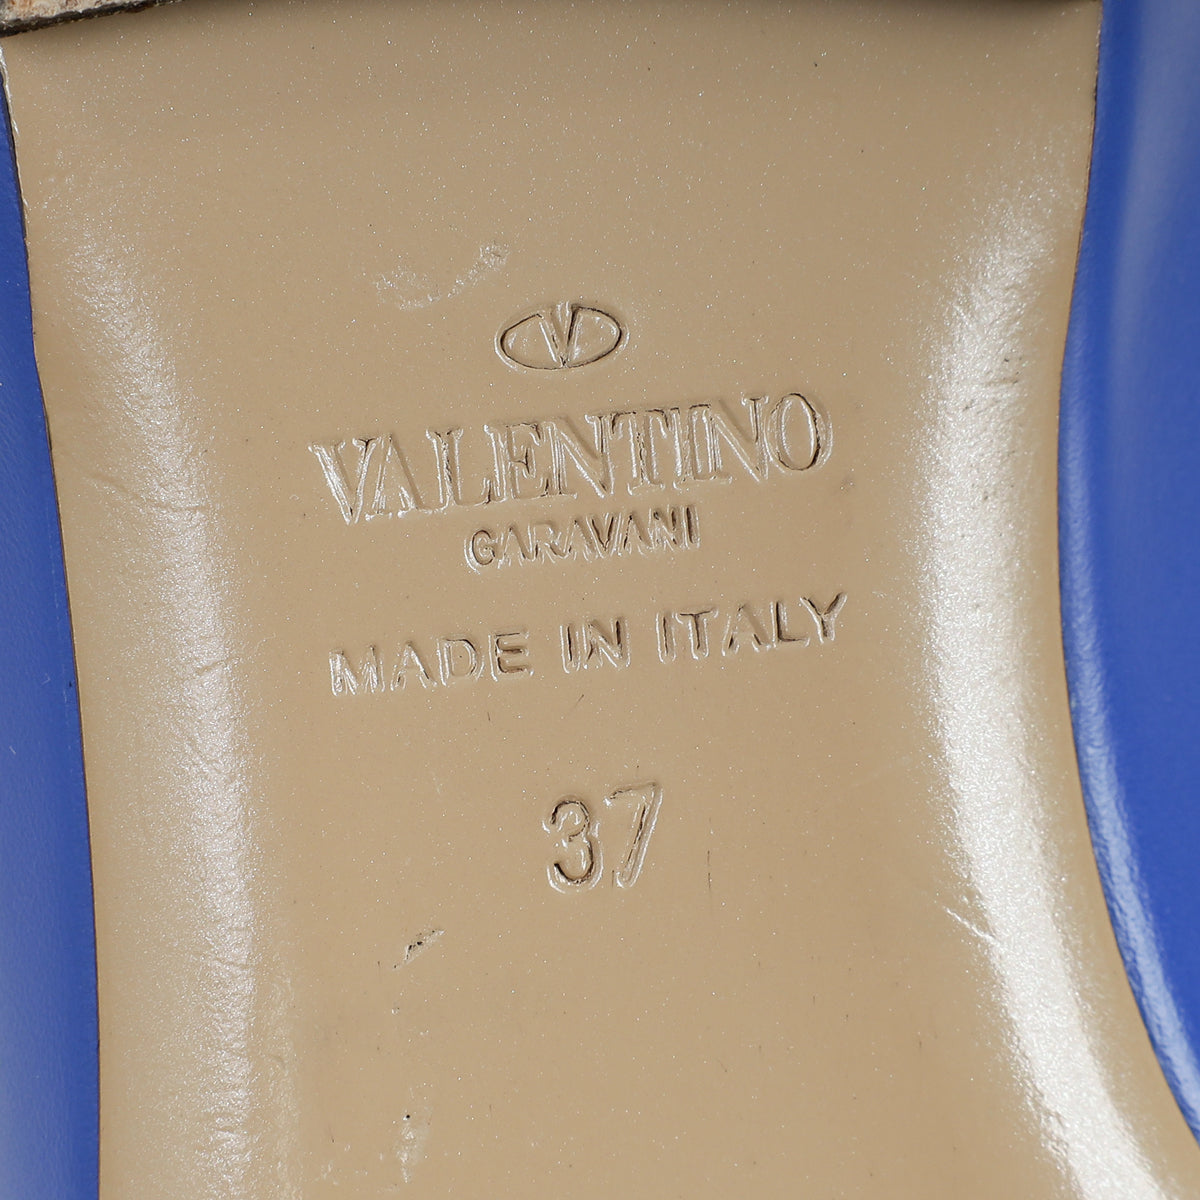 V
VALENTINO
GARAVANI
MADE IN ITALY
37